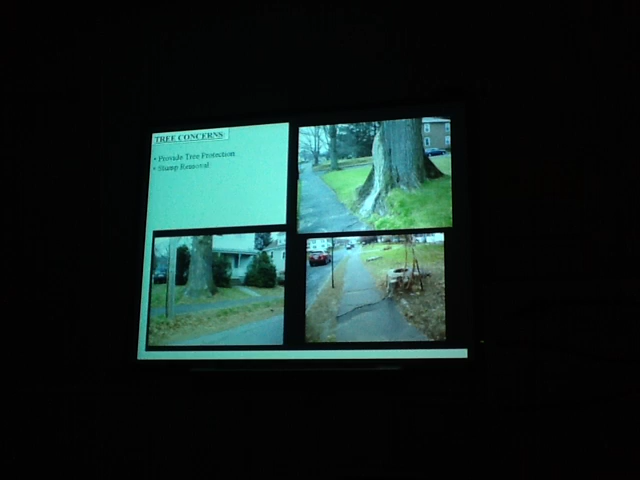 TREE CONCERNS:
• Provide Tree Protection
• Stump Removal